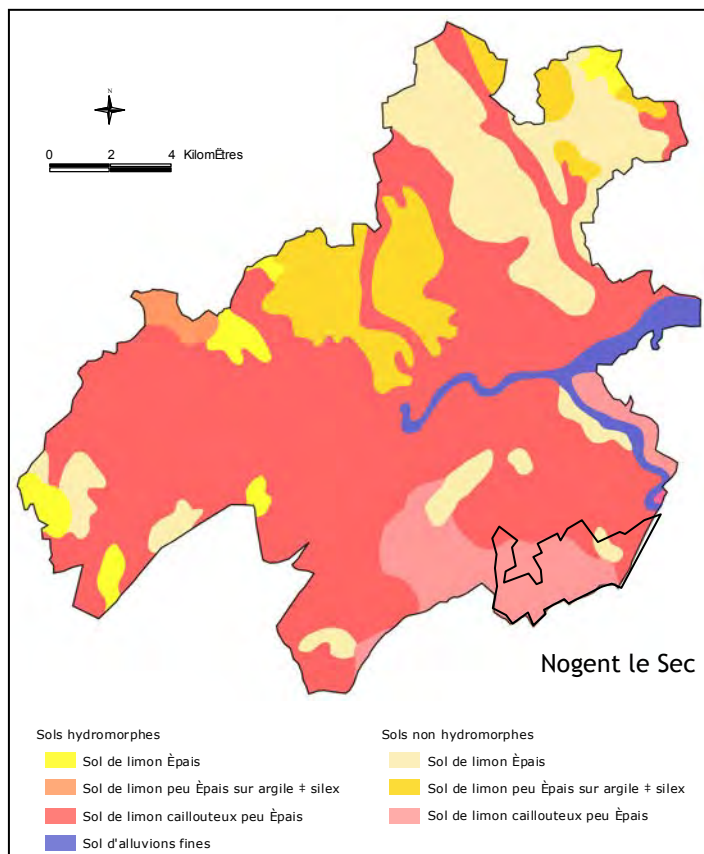 N
0 2 4 KilomËtres
Nogent le Sec
Sols hydromorphes
Sol de limon Èpais
Sol de limon peu Èpais sur argile ‡ silex
Sol de limon caillouteux peu Èpais
Sol d'alluvions fines
Sols non hydromorphes
Sol de limon Èpais
Sol de limon peu Èpais sur argile ‡ silex
Sol de limon caillouteux peu Èpais